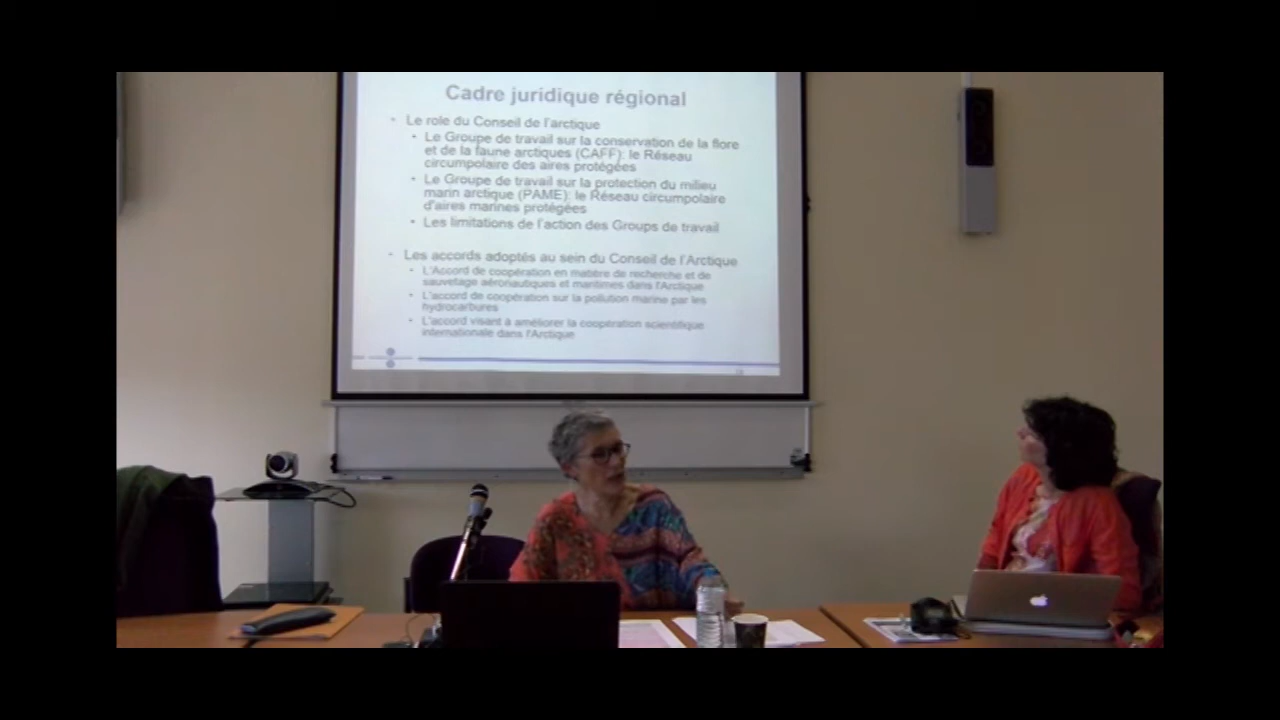 Cadre juridique régional
- Le role du Conseil de l'arctique
- Le Groupe de travail sur la conservation de la flore
et de la faune arctiques (CAFF): le Réseau
circumpolaire des aires protégées
- Le Groupe de travail sur la protection du milieu
marin arctique (PAME): le Réseau circumpolaire
d'aires marines protégées
- Les limitations de l'action des Groups de travail
- Les accords adoptés au sein du Conseil de l'Arctique
- L'Accord de coopération en matière de recherche et de
sauvetage aéronautiques et maritimes dans l'Arctique
- L'accord de coopération sur la pollution marine par les
hydrocarbures
- L'accord visant à améliorer la coopération scientifique
internationale dans l'Arctique